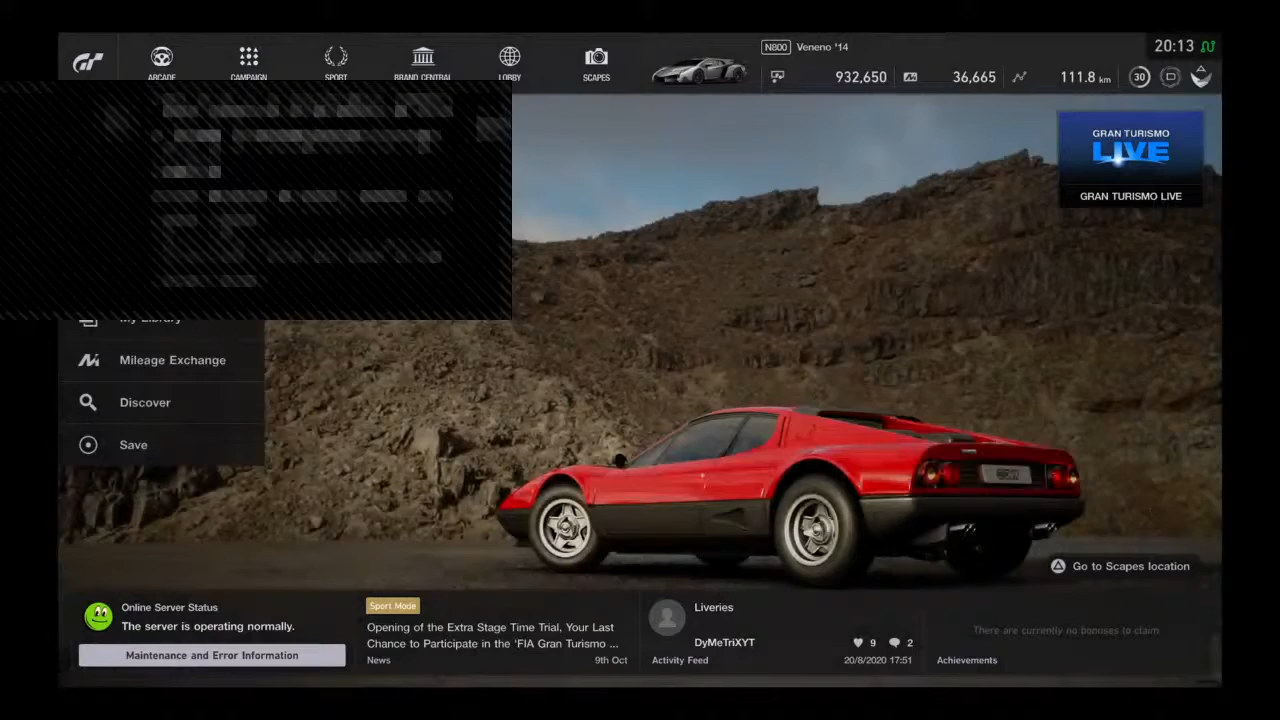 N800 Veneno '14
20:13
ARCADE
CAMPAIGN
SPORT
BRAND CENTRAL
LOBBY
SCAPES
932,650
36,665
111.8 km
30
GRAN TURISMO
LIVE
GRAN TURISMO LIVE
My Library
Mileage Exchange
Discover
Save
Go to Scapes location
Online Server Status
The server is operating normally.
Maintenance and Error Information
Sport Mode
Opening of the Extra Stage Time Trial, Your Last
Chance to Participate in the 'FIA Gran Turismo ...
News
9th Oct
Liveries
DyMeTriXYT
9
2
Activity Feed
20/8/2020 17:51
There are currently no bonuses to claim
Achievements